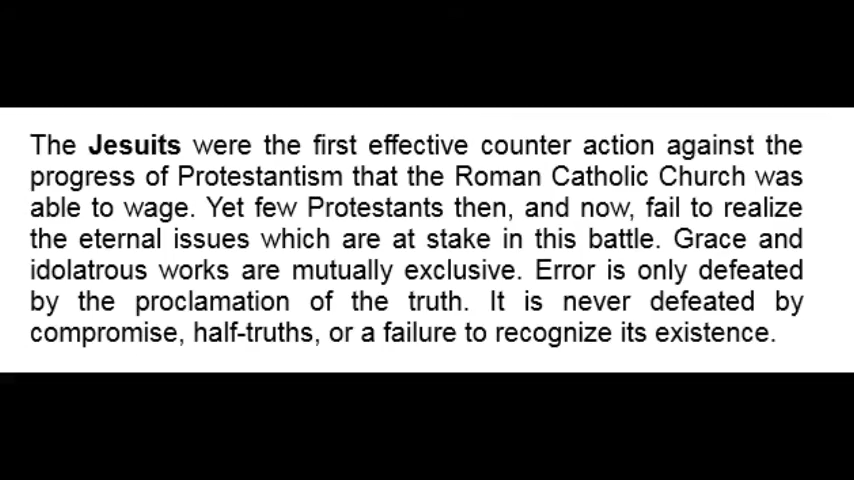 The Jesuits were the first effective counter action against the
progress of Protestantism that the Roman Catholic Church was
able to wage. Yet few Protestants then, and now, fail to realize
the eternal issues which are at stake in this battle. Grace and
idolatrous works are mutually exclusive. Error is only defeated
by the proclamation of the truth. It is never defeated by
compromise, half-truths, or a failure to recognize its existence.